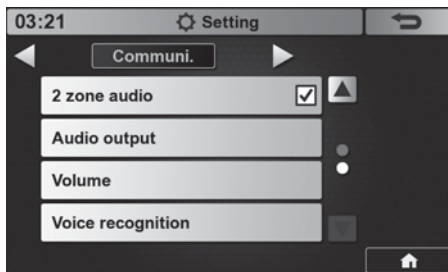 03:21 Setting
Communi.
2 zone audio
Audio output
Volume
Voice recognition